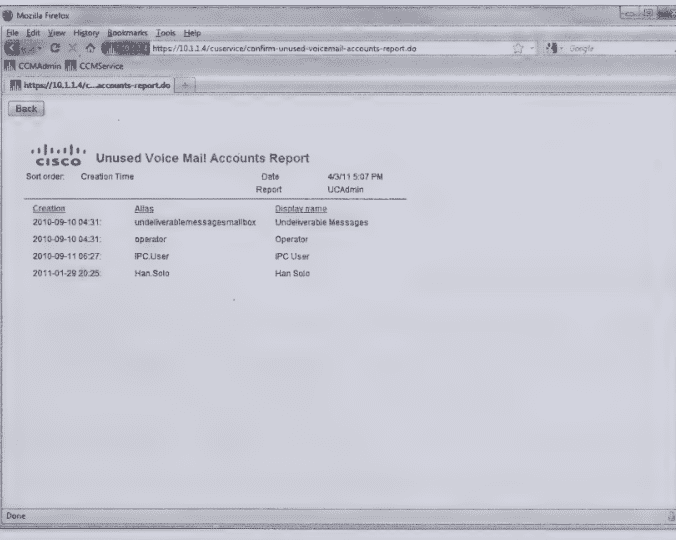 Mozilla Firefox
File Edit View History Bookmarks Tools Help
https://10.1.1.4/cuservice/confirm-unused-voicemail-accounts-report.do
Google
CCMAdmin CCMService
https://10.1.1.4/c...accounts-report.do
Back
CISCO Unused Voice Mail Accounts Report
Sort order: Creation Time Date 4/3/11 5:07 PM
Report UCAdmin
Creation Alias Display name
2010-09-10 04:31: undeliverablemessagesmailbox Undeliverable Messages
2010-09-10 04:31: operator Operator
2010-09-11 06:27: IPC.User IPC User
2011-01-29 20:25: Han.Solo Han Solo
Done